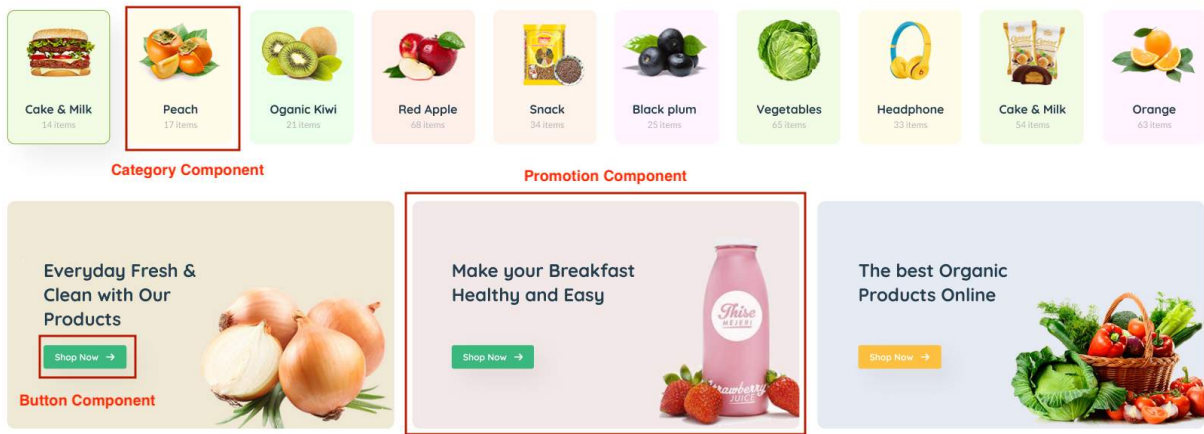 Cake & Milk
14 items
Peach
17 items
Oganic Kiwi
21 items
Red Apple
68 items
Snack
34 items
Black plum
25 items
Vegetables
65 items
Headphone
33 items
Cake & Milk
54 items
Orange
63 items
Category Component
Promotion Component
Everyday Fresh &
Clean with Our
Products
Shop Now
Button Component
Make your Breakfast
Healthy and Easy
Shop Now
Thise
MEJERI
strawberry
JUICE
The best Organic
Products Online
Shop Now